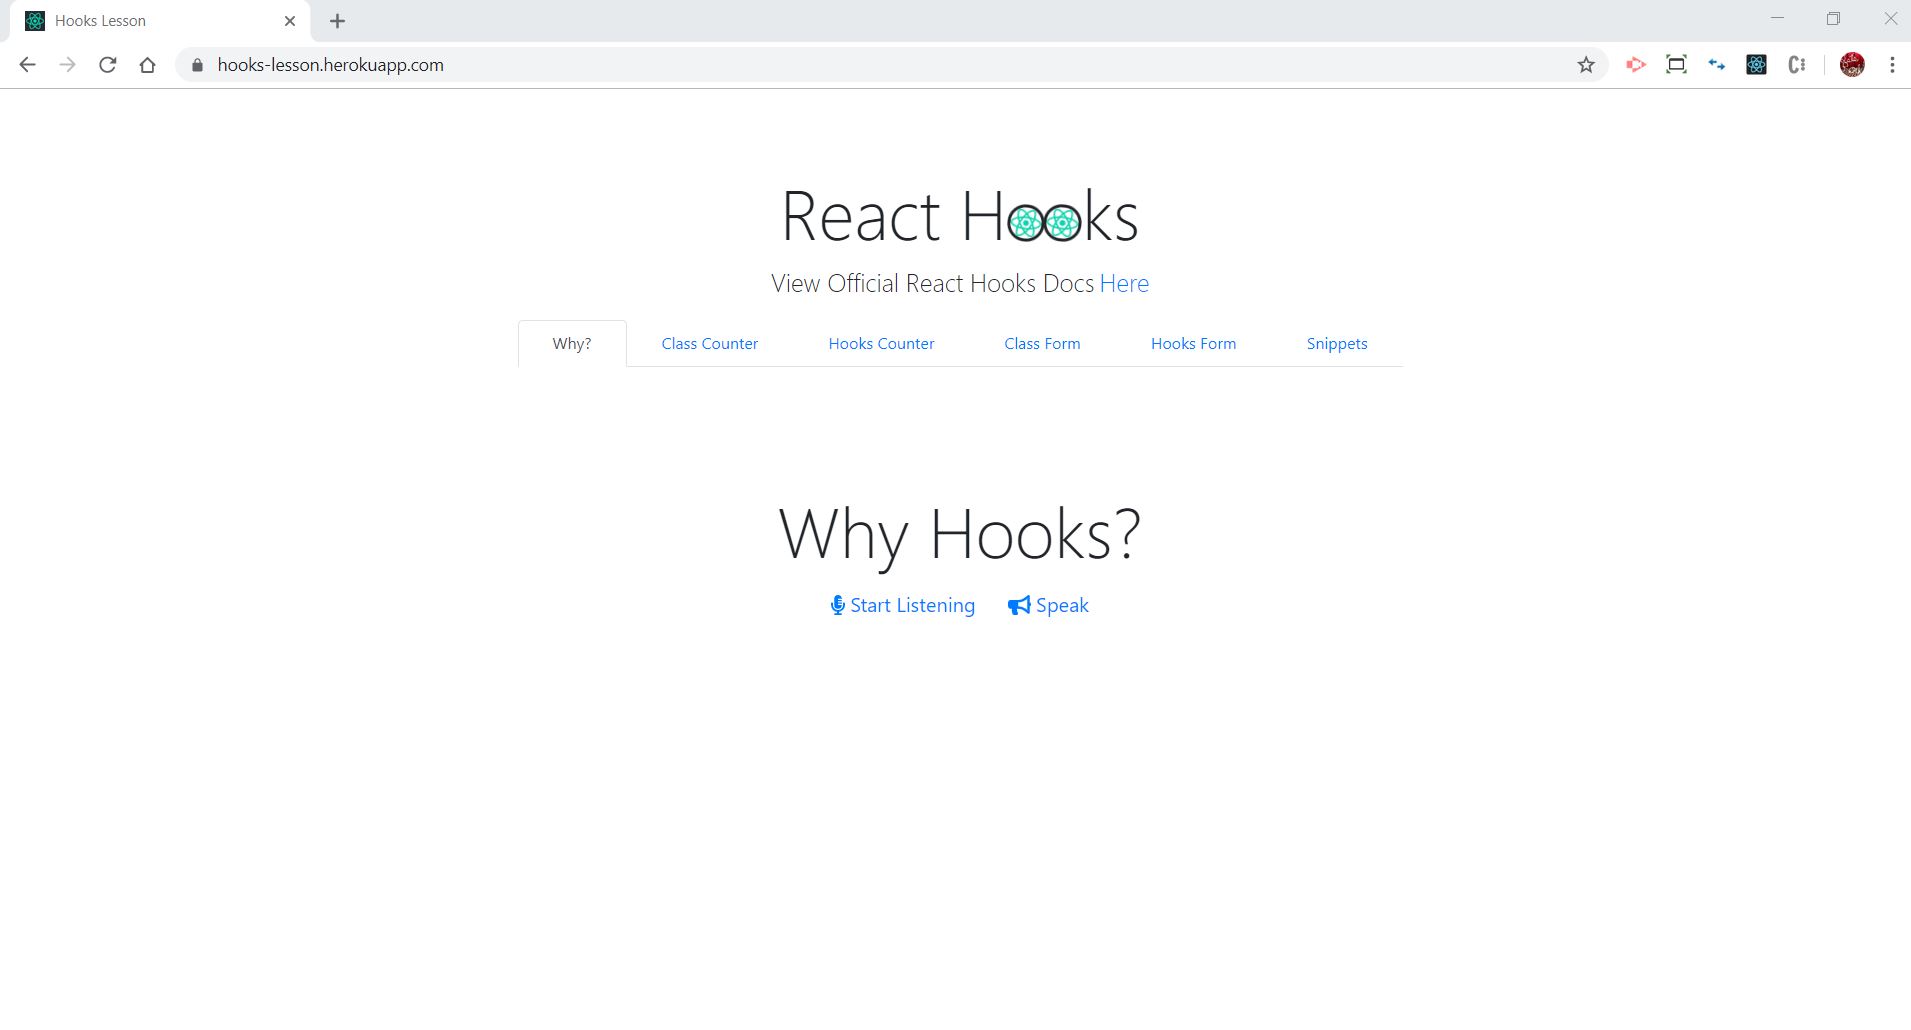 Hooks Lesson
hooks-lesson.herokuapp.com
React Hooks
View Official React Hooks Docs Here
Why? Class Counter Hooks Counter Class Form Hooks Form Snippets
Why Hooks?
Start Listening Speak